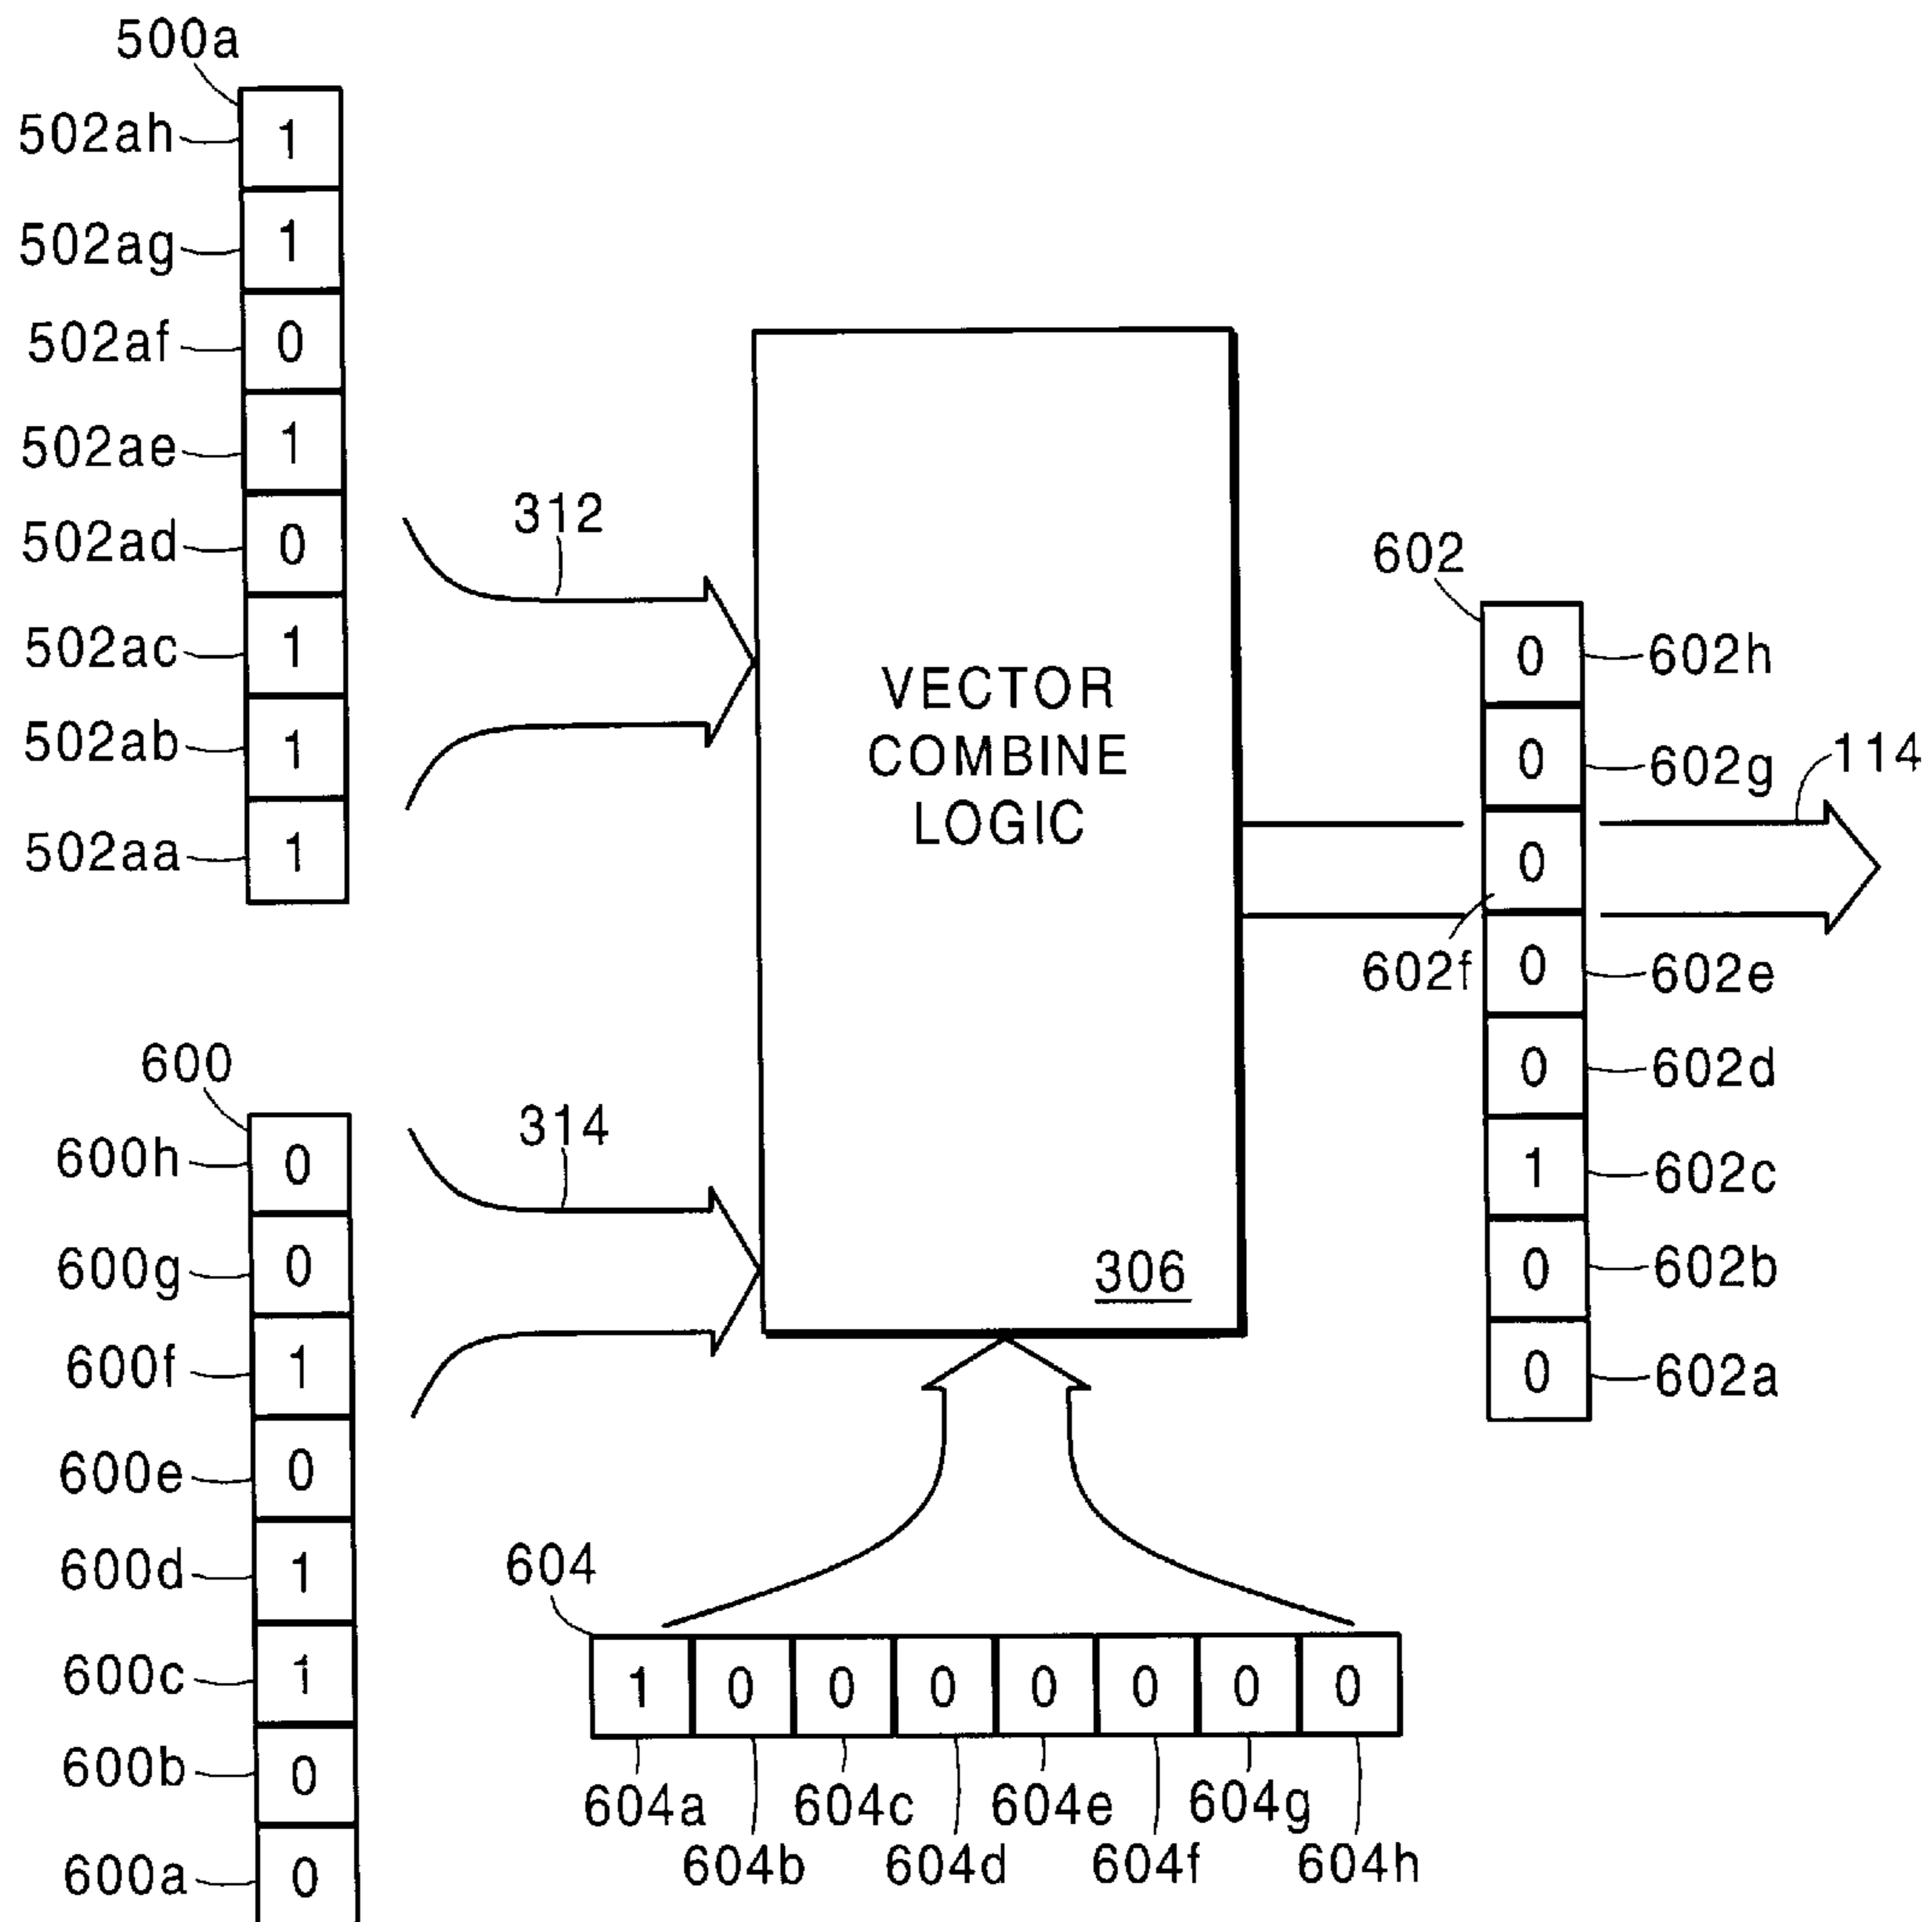 500a
502ah 1
502ag 1
502af 0
502ae 1
502ad 0
502ac 1
502ab 1
502aa 1
312
VECTOR
COMBINE
LOGIC
306
602
0 602h
0 602g
114
0
602f
0 602e
0 602d
1 602c
0 602b
0 602a
600
600h 0
600g 0
600f 1
600e 0
600d 1
600c 1
600b 0
600a 0
314
604
1 0 0 0 0 0 0 0
604a 604c 604e 604g
604b 604d 604f 604h